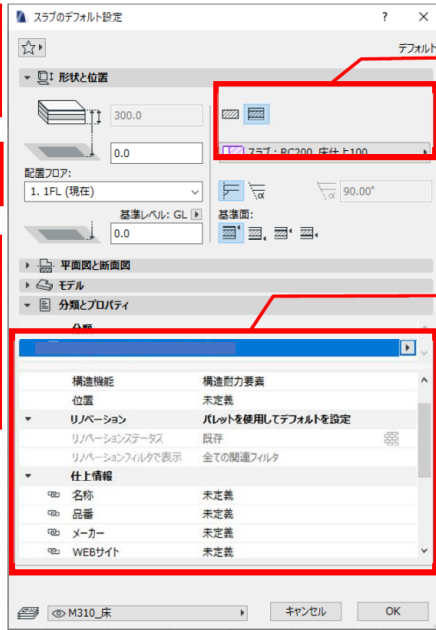 スラブのデフォルト設定 ? ×
デフォルト
形状と位置
300.0
0.0
スラブ：RC200 床仕上100
配置フロア:
1. 1FL (現在)
α
α 90.00°
基準レベル: GL
基準面:
0.0
平面図と断面図
モデル
分類とプロパティ
分類
構造機能 構造耐力要素
位置 未定義
リノベーション パレットを使用してデフォルトを設定
リノベーションステータス 既存
リノベーションフィルタで表示 全ての関連フィルタ
仕上情報
名称 未定義
品番 未定義
メーカー 未定義
WEBサイト 未定義
M310_床
キャンセル
OK